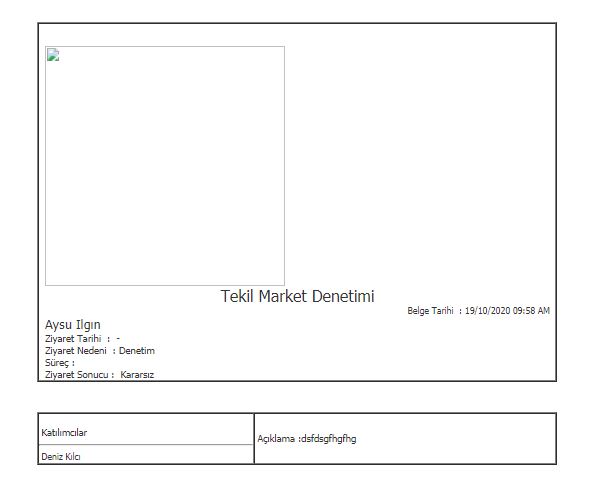 Tekil Market Denetimi
Belge Tarihi : 19/10/2020 09:58 AM
Aysu Ilgın
Ziyaret Tarihi : -
Ziyaret Nedeni : Denetim
Süreç :
Ziyaret Sonucu : Kararsız
Katılımcılar
Açıklama :dsfdsgfhgfhg
Deniz Kılcı